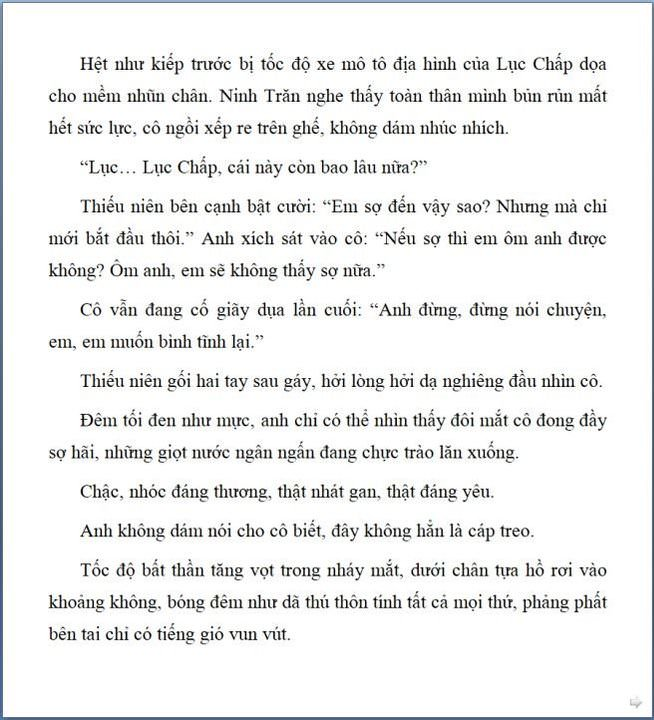 Hệt như kiếp trước bị tốc độ xe mô tô địa hình của Lục Chấp dọa
cho mềm nhũn chân. Ninh Trăn nghe thấy toàn thân mình bủn rủn mất
hết sức lực, cô ngồi xếp re trên ghế, không dám nhúc nhích.
“Lục… Lục Chấp, cái này còn bao lâu nữa?”
Thiếu niên bên cạnh bật cười: “Em sợ đến vậy sao? Nhưng mà chỉ
mới bắt đầu thôi.” Anh xích sát vào cô: “Nếu sợ thì em ôm anh được
không? Ôm anh, em sẽ không thấy sợ nữa.”
Cô vẫn đang cố giãy dụa lần cuối: “Anh đừng, đừng nói chuyện,
em, em muốn bình tĩnh lại.”
Thiếu niên gối hai tay sau gáy, hởi lòng hởi dạ nghiêng đầu nhìn cô.
Đêm tối đen như mực, anh chỉ có thể nhìn thấy đôi mắt cô đong đầy
sợ hãi, những giọt nước ngân ngấn đang chực trào lăn xuống.
Chậc, nhóc đáng thương, thật nhát gan, thật đáng yêu.
Anh không dám nói cho cô biết, đây không hẳn là cáp treo.
Tốc độ bất thần tăng vọt trong nháy mắt, dưới chân tựa hồ rơi vào
khoảng không, bóng đêm như dã thú thôn tính tất cả mọi thứ, phảng phất
bên tai chỉ có tiếng gió vun vút.